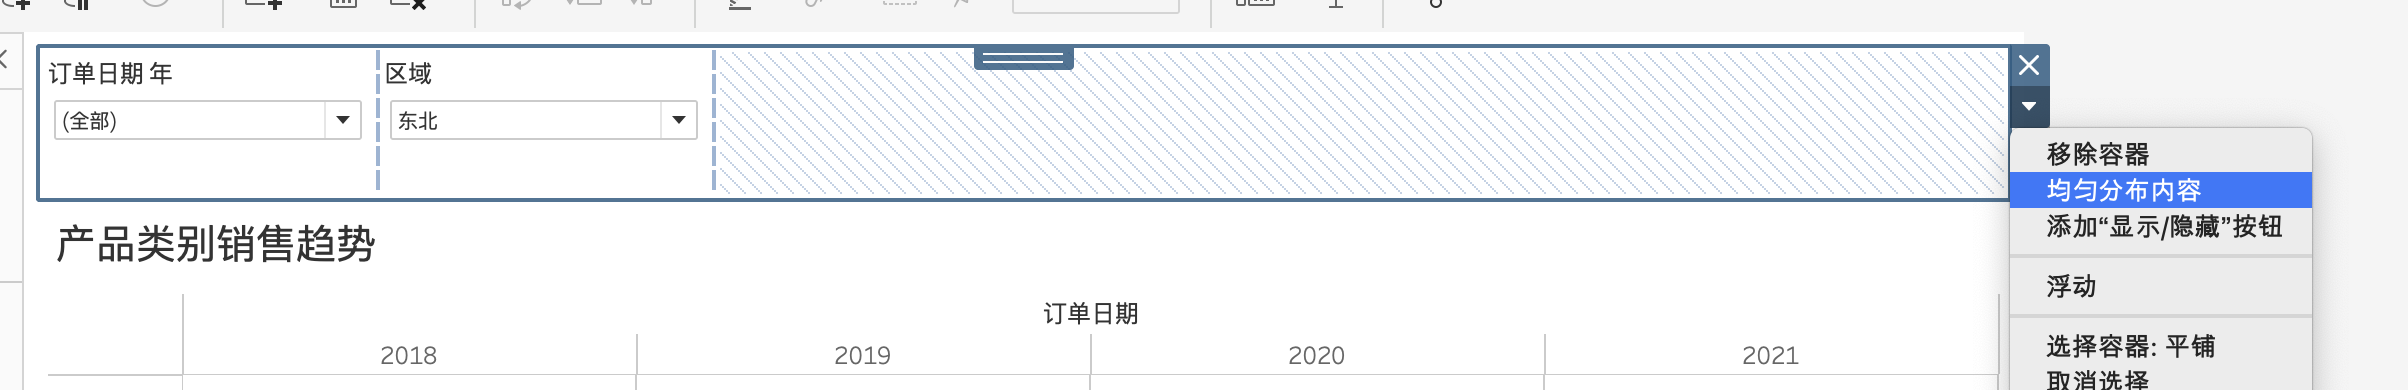 订单日期 年
区域
(全部)
东北
移除容器
均匀分布内容
添加“显示/隐藏”按钮
浮动
选择容器: 平铺
取消选择
产品类别销售趋势
订单日期
2018
2019
2020
2021